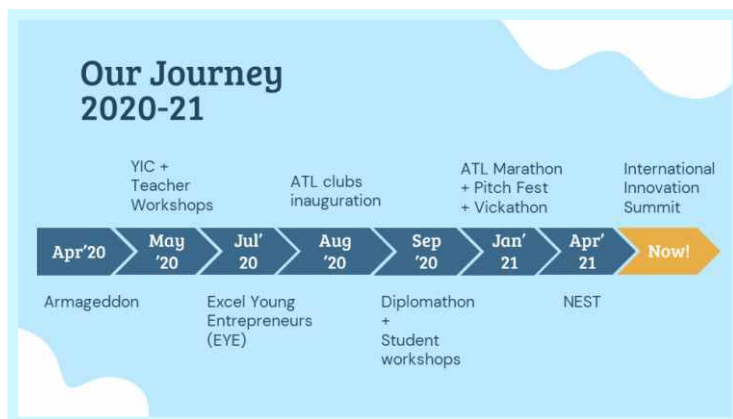 Our Journey
2020-21
YIC +
Teacher
Workshops
ATL clubs
inauguration
ATL Marathon
+ Pitch Fest
+ Vickathon
International
Innovation
Summit
Apr'20
May
'20
Jul'
20
Aug
'20
Sep
'20
Jan'
21
Apr'
21
Now!
Armageddon
Excel Young
Entrepreneurs
(EYE)
Diplomathon
+
Student
workshops
NEST